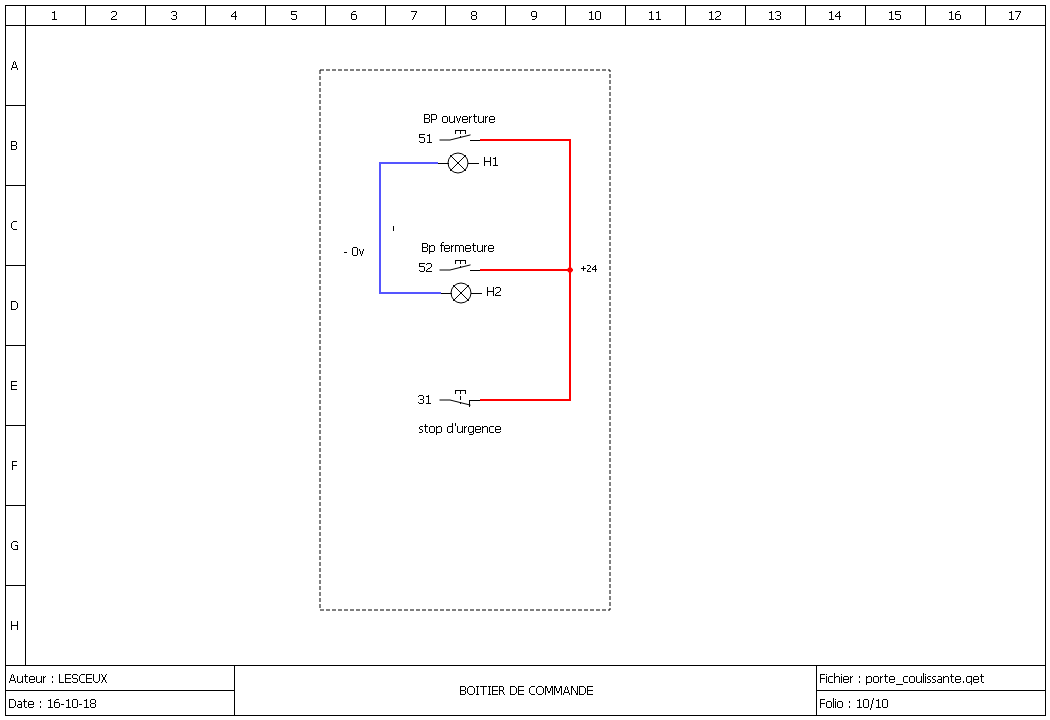 1 2 3 4 5 6 7 8 9 10 11 12 13 14 15 16 17
A
B
C
D
E
F
G
H
BP ouverture
51
H1
- 0v
Bp fermeture
52
+24
H2
31
stop d'urgence
Auteur : LESCEUX
Date : 16-10-18
BOITIER DE COMMANDE
Fichier : porte_coulissante.qet
Folio : 10/10